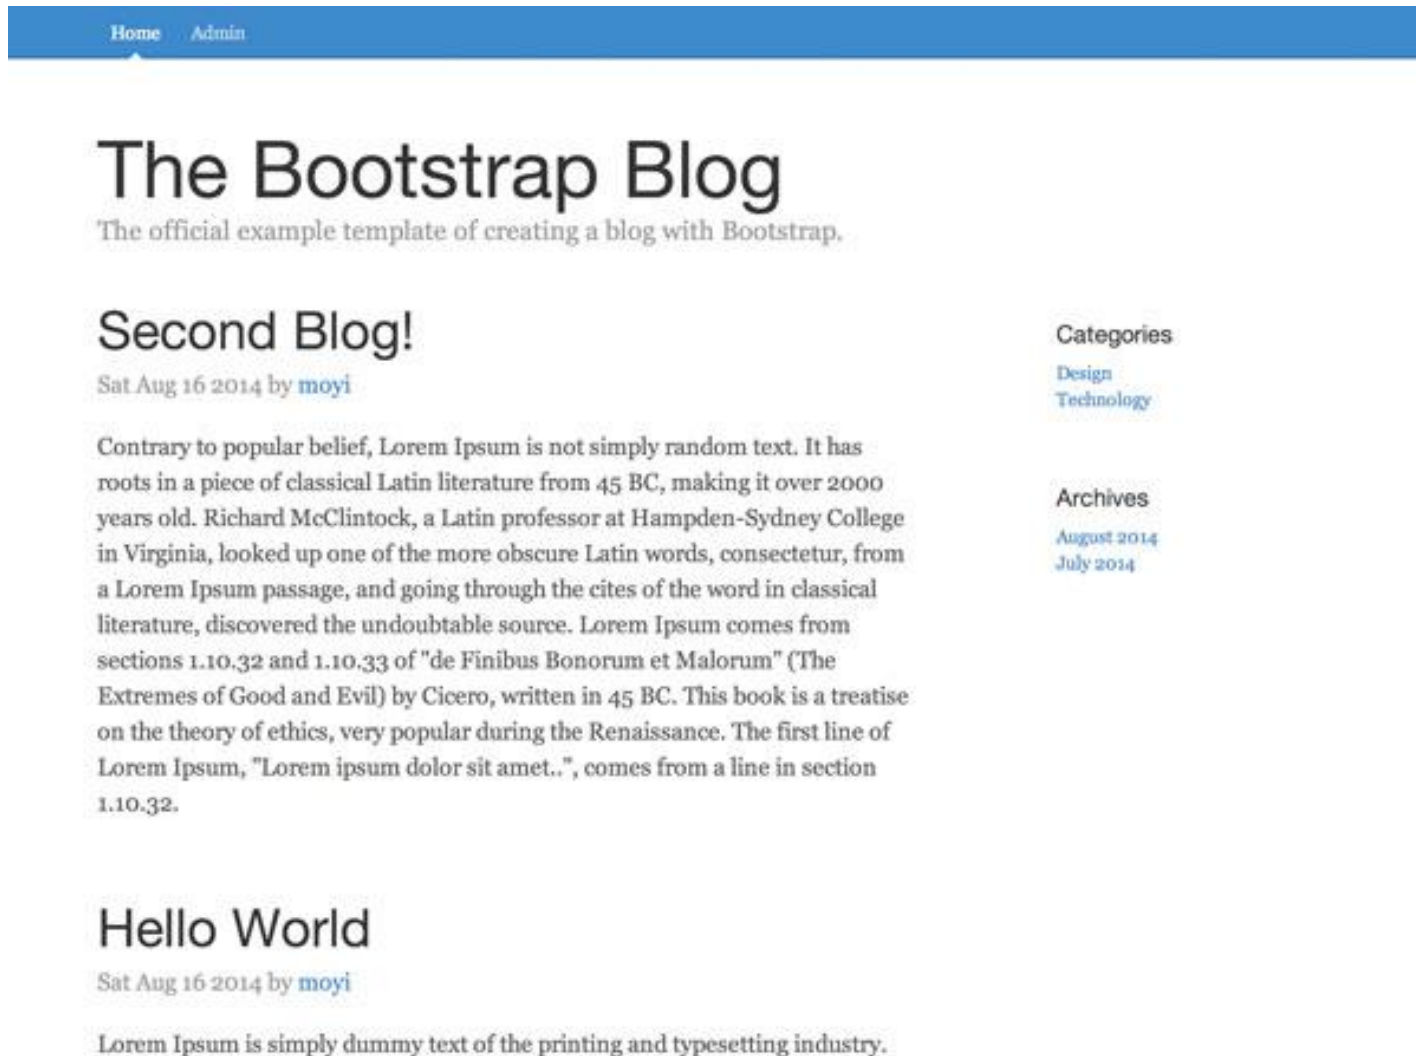 Home Admin
The Bootstrap Blog
The official example template of creating a blog with Bootstrap.
Second Blog!
Sat Aug 16 2014 by moyi
Contrary to popular belief, Lorem Ipsum is not simply random text. It has
roots in a piece of classical Latin literature from 45 BC, making it over 2000
years old. Richard McClintock, a Latin professor at Hampden-Sydney College
in Virginia, looked up one of the more obscure Latin words, consectetur, from
a Lorem Ipsum passage, and going through the cites of the word in classical
literature, discovered the undoubtable source. Lorem Ipsum comes from
sections 1.10.32 and 1.10.33 of "de Finibus Bonorum et Malorum" (The
Extremes of Good and Evil) by Cicero, written in 45 BC. This book is a treatise
on the theory of ethics, very popular during the Renaissance. The first line of
Lorem Ipsum, "Lorem ipsum dolor sit amet..", comes from a line in section
1.10.32.
Hello World
Sat Aug 16 2014 by moyi
Lorem Ipsum is simply dummy text of the printing and typesetting industry.
Categories
Design
Technology
Archives
August 2014
July 2014